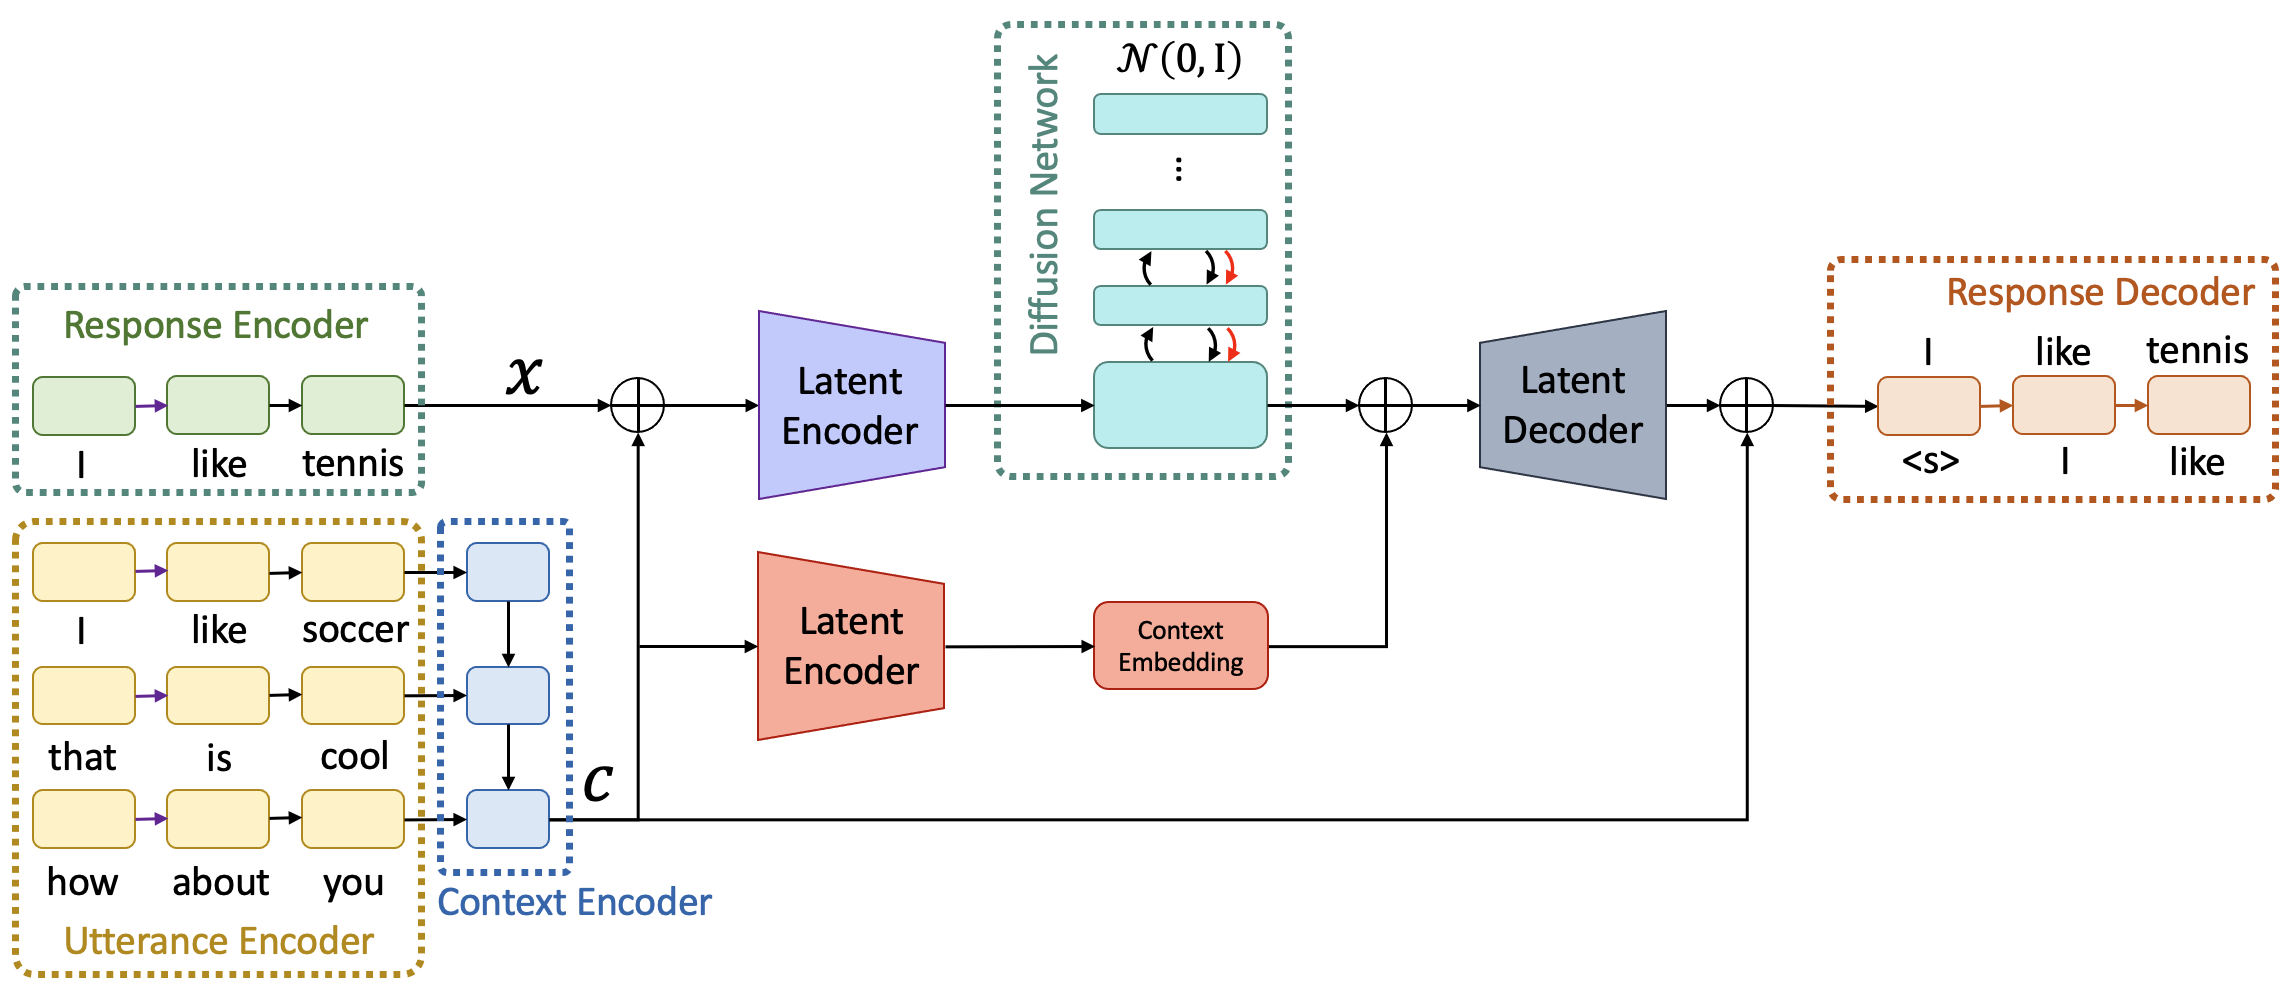 Response Encoder
I like tennis
I like soccer
that is cool
how about you
Utterance Encoder
Context Encoder
x
c
Latent
Encoder
Latent
Encoder
Diffusion Network
𝒩(0, I)
...
Context
Embedding
Latent
Decoder
Response Decoder
I like tennis
<s> I like